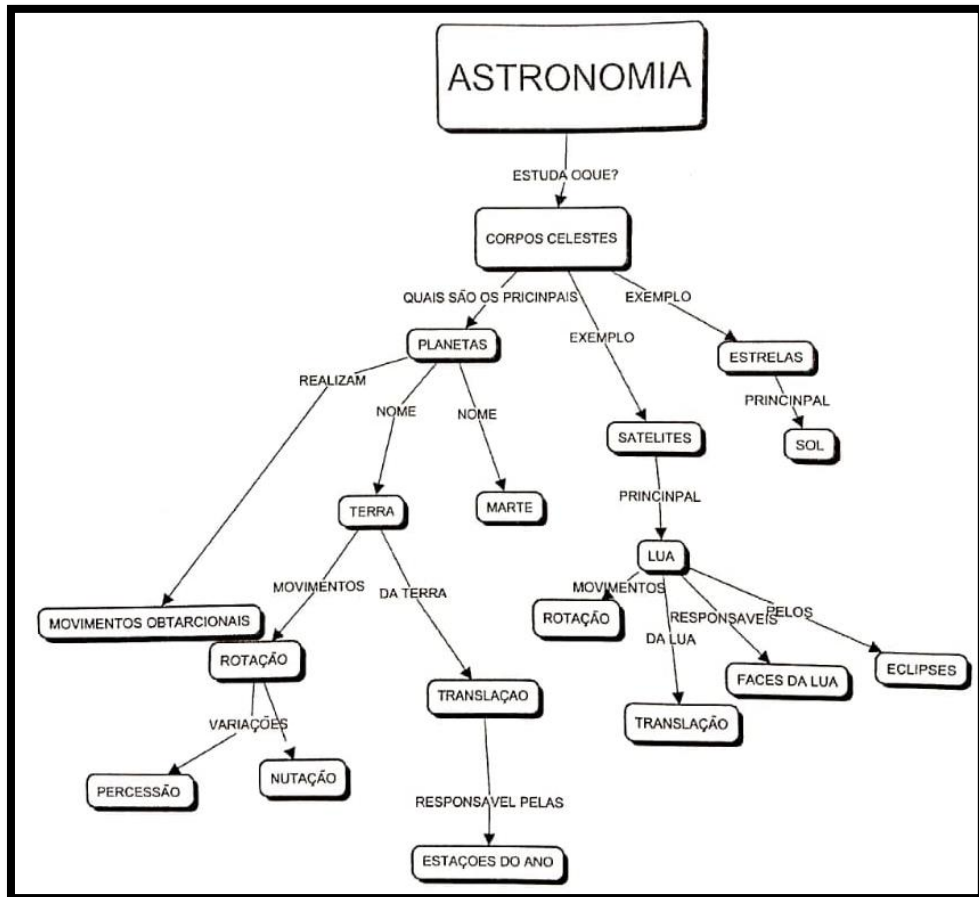 ASTRONOMIA
ESTUDA OQUE?
CORPOS CELESTES
QUAIS SÃO OS PRICINPAIS
EXEMPLO
EXEMPLO
PLANETAS
ESTRELAS
REALIZAM
PRINCINPAL
NOME
NOME
SATELITES
SOL
PRINCINPAL
TERRA
MARTE
LUA
MOVIMENTOS
DA TERRA
MOVIMENTOS
RESPONSAVEIS
PELOS
MOVIMENTOS OBTARCIONAIS
ROTAÇÃO
DA LUA
ROTAÇÃO
FACES DA LUA
ECLIPSES
TRANSLAÇAO
TRANSLAÇÃO
VARIAÇÕES
PERCESSÃO
NUTAÇÃO
RESPONSAVEL PELAS
ESTAÇOES DO ANO